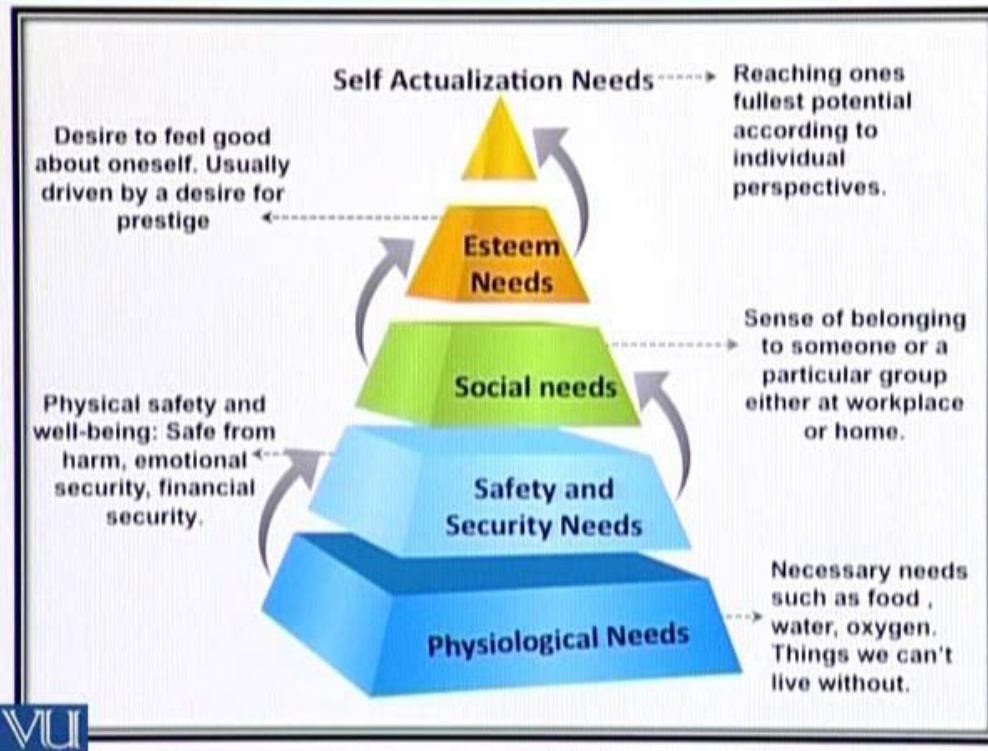 Self Actualization Needs
Reaching ones
fullest potential
according to
individual
perspectives.
Desire to feel good
about oneself. Usually
driven by a desire for
prestige
Esteem
Needs
Sense of belonging
to someone or a
particular group
either at workplace
or home.
Social needs
Physical safety and
well-being: Safe from
harm, emotional
security, financial
security.
Safety and
Security Needs
Necessary needs
such as food ,
water, oxygen.
Things we can't
live without.
Physiological Needs
VU